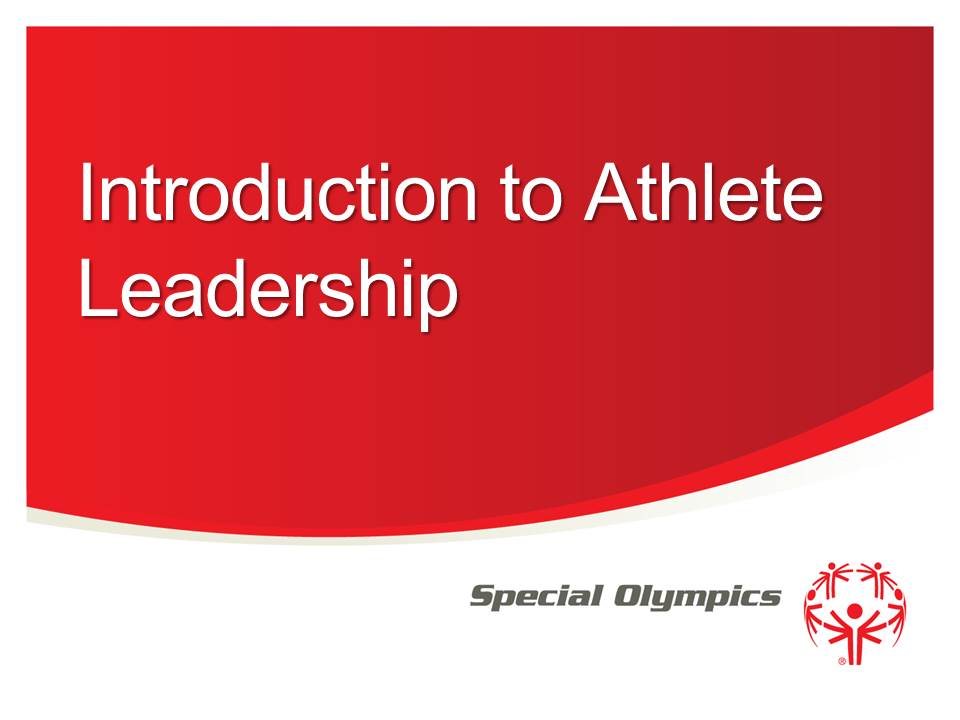 Introduction to Athlete
Leadership
Special Olympics
®